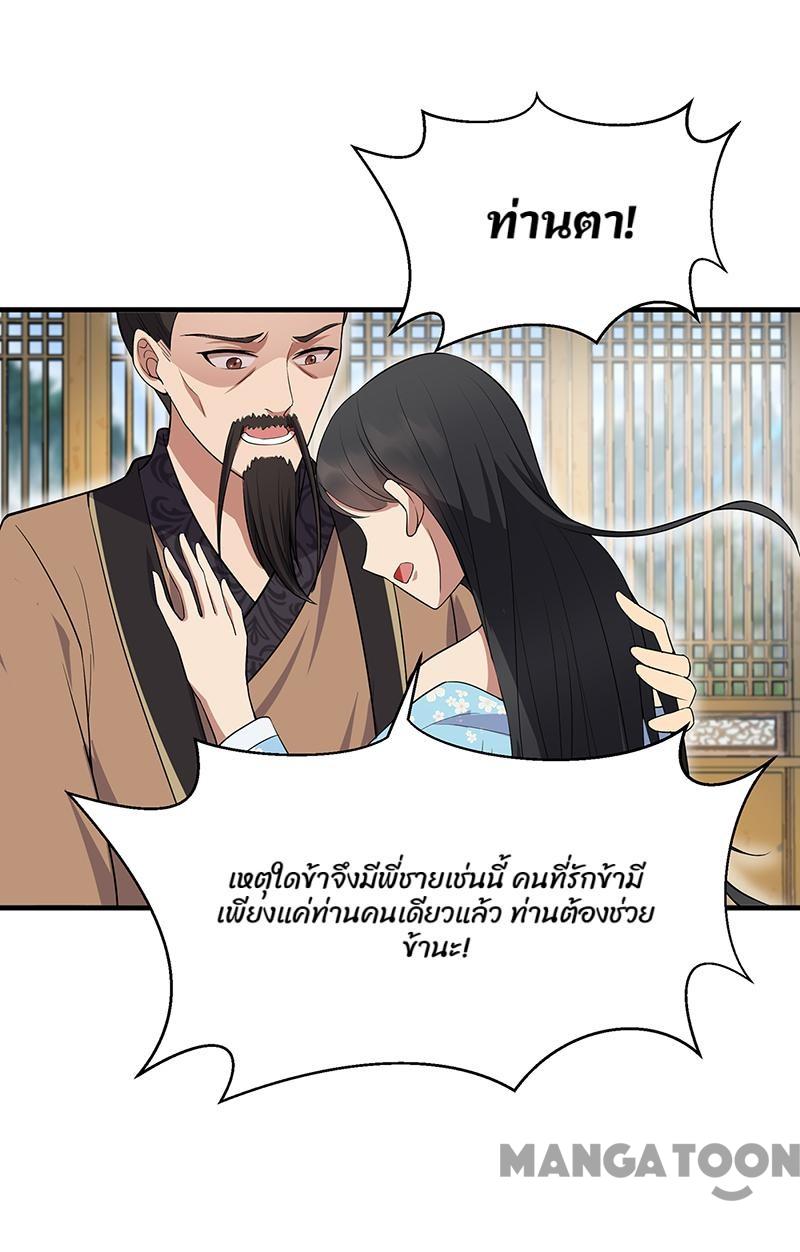 ท่านตา!
เหตุใดข้าจึงมีพี่ชายเช่นนี้ คนที่รักข้ามี
เพียงแค่ท่านคนเดียวแล้ว ท่านต้องช่วย
ข้านะ!
MANGATOON